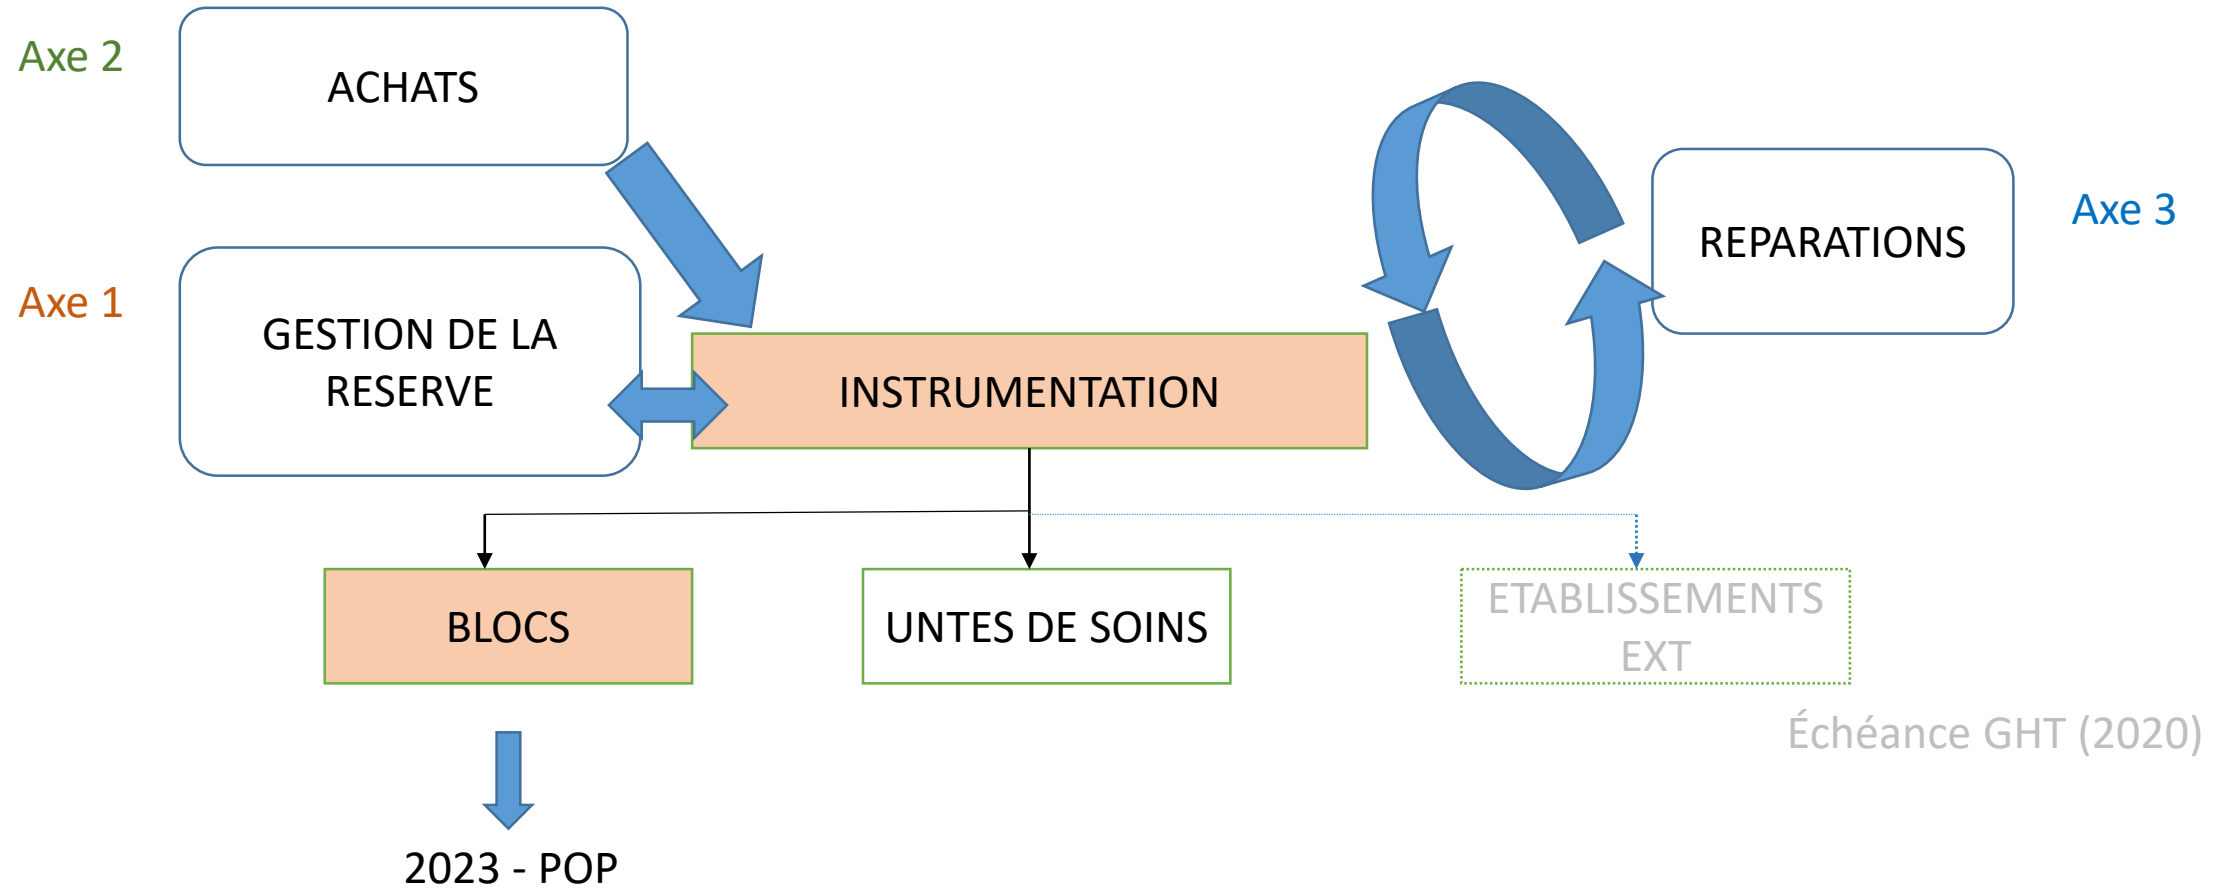 Axe 2
ACHATS
Axe 3
REPARATIONS
Axe 1
GESTION DE LA
RESERVE
INSTRUMENTATION
BLOCS
UNTES DE SOINS
ETABLISSEMENTS
EXT
Échéance GHT (2020)
2023 - POP